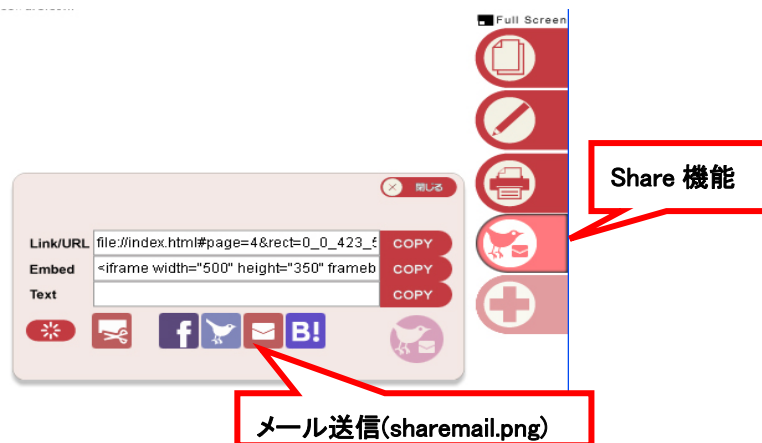 Full Screen
Share 機能
閉じる
Link/URL file://index.html#page=4&rect=0_0_423_5 COPY
Embed <iframe width="500" height="350" frameb COPY
Text COPY
f B!
メール送信(sharemail.png)